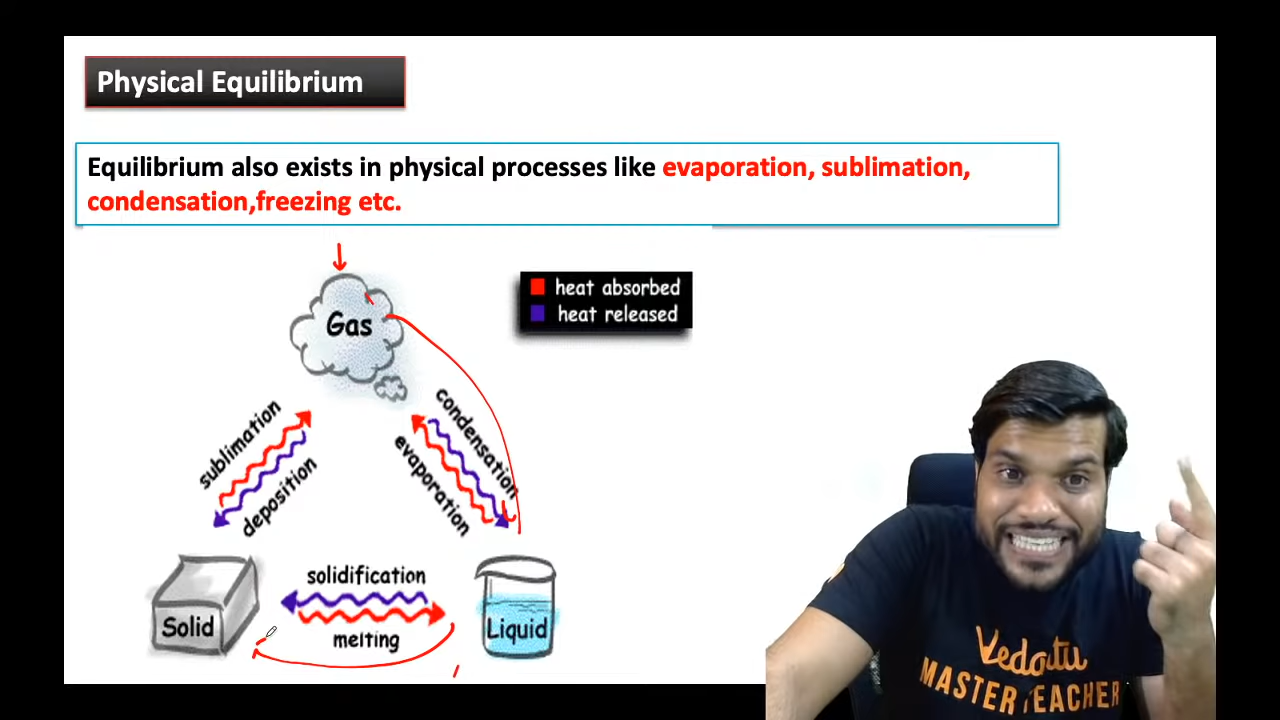 Physical Equilibrium
Equilibrium also exists in physical processes like evaporation, sublimation,
condensation,freezing etc.
Gas
heat absorbed
heat released
sublimation
deposition
condensation
evaporation
solidification
melting
Solid
Liquid
Vedantu
MASTER TEACHER